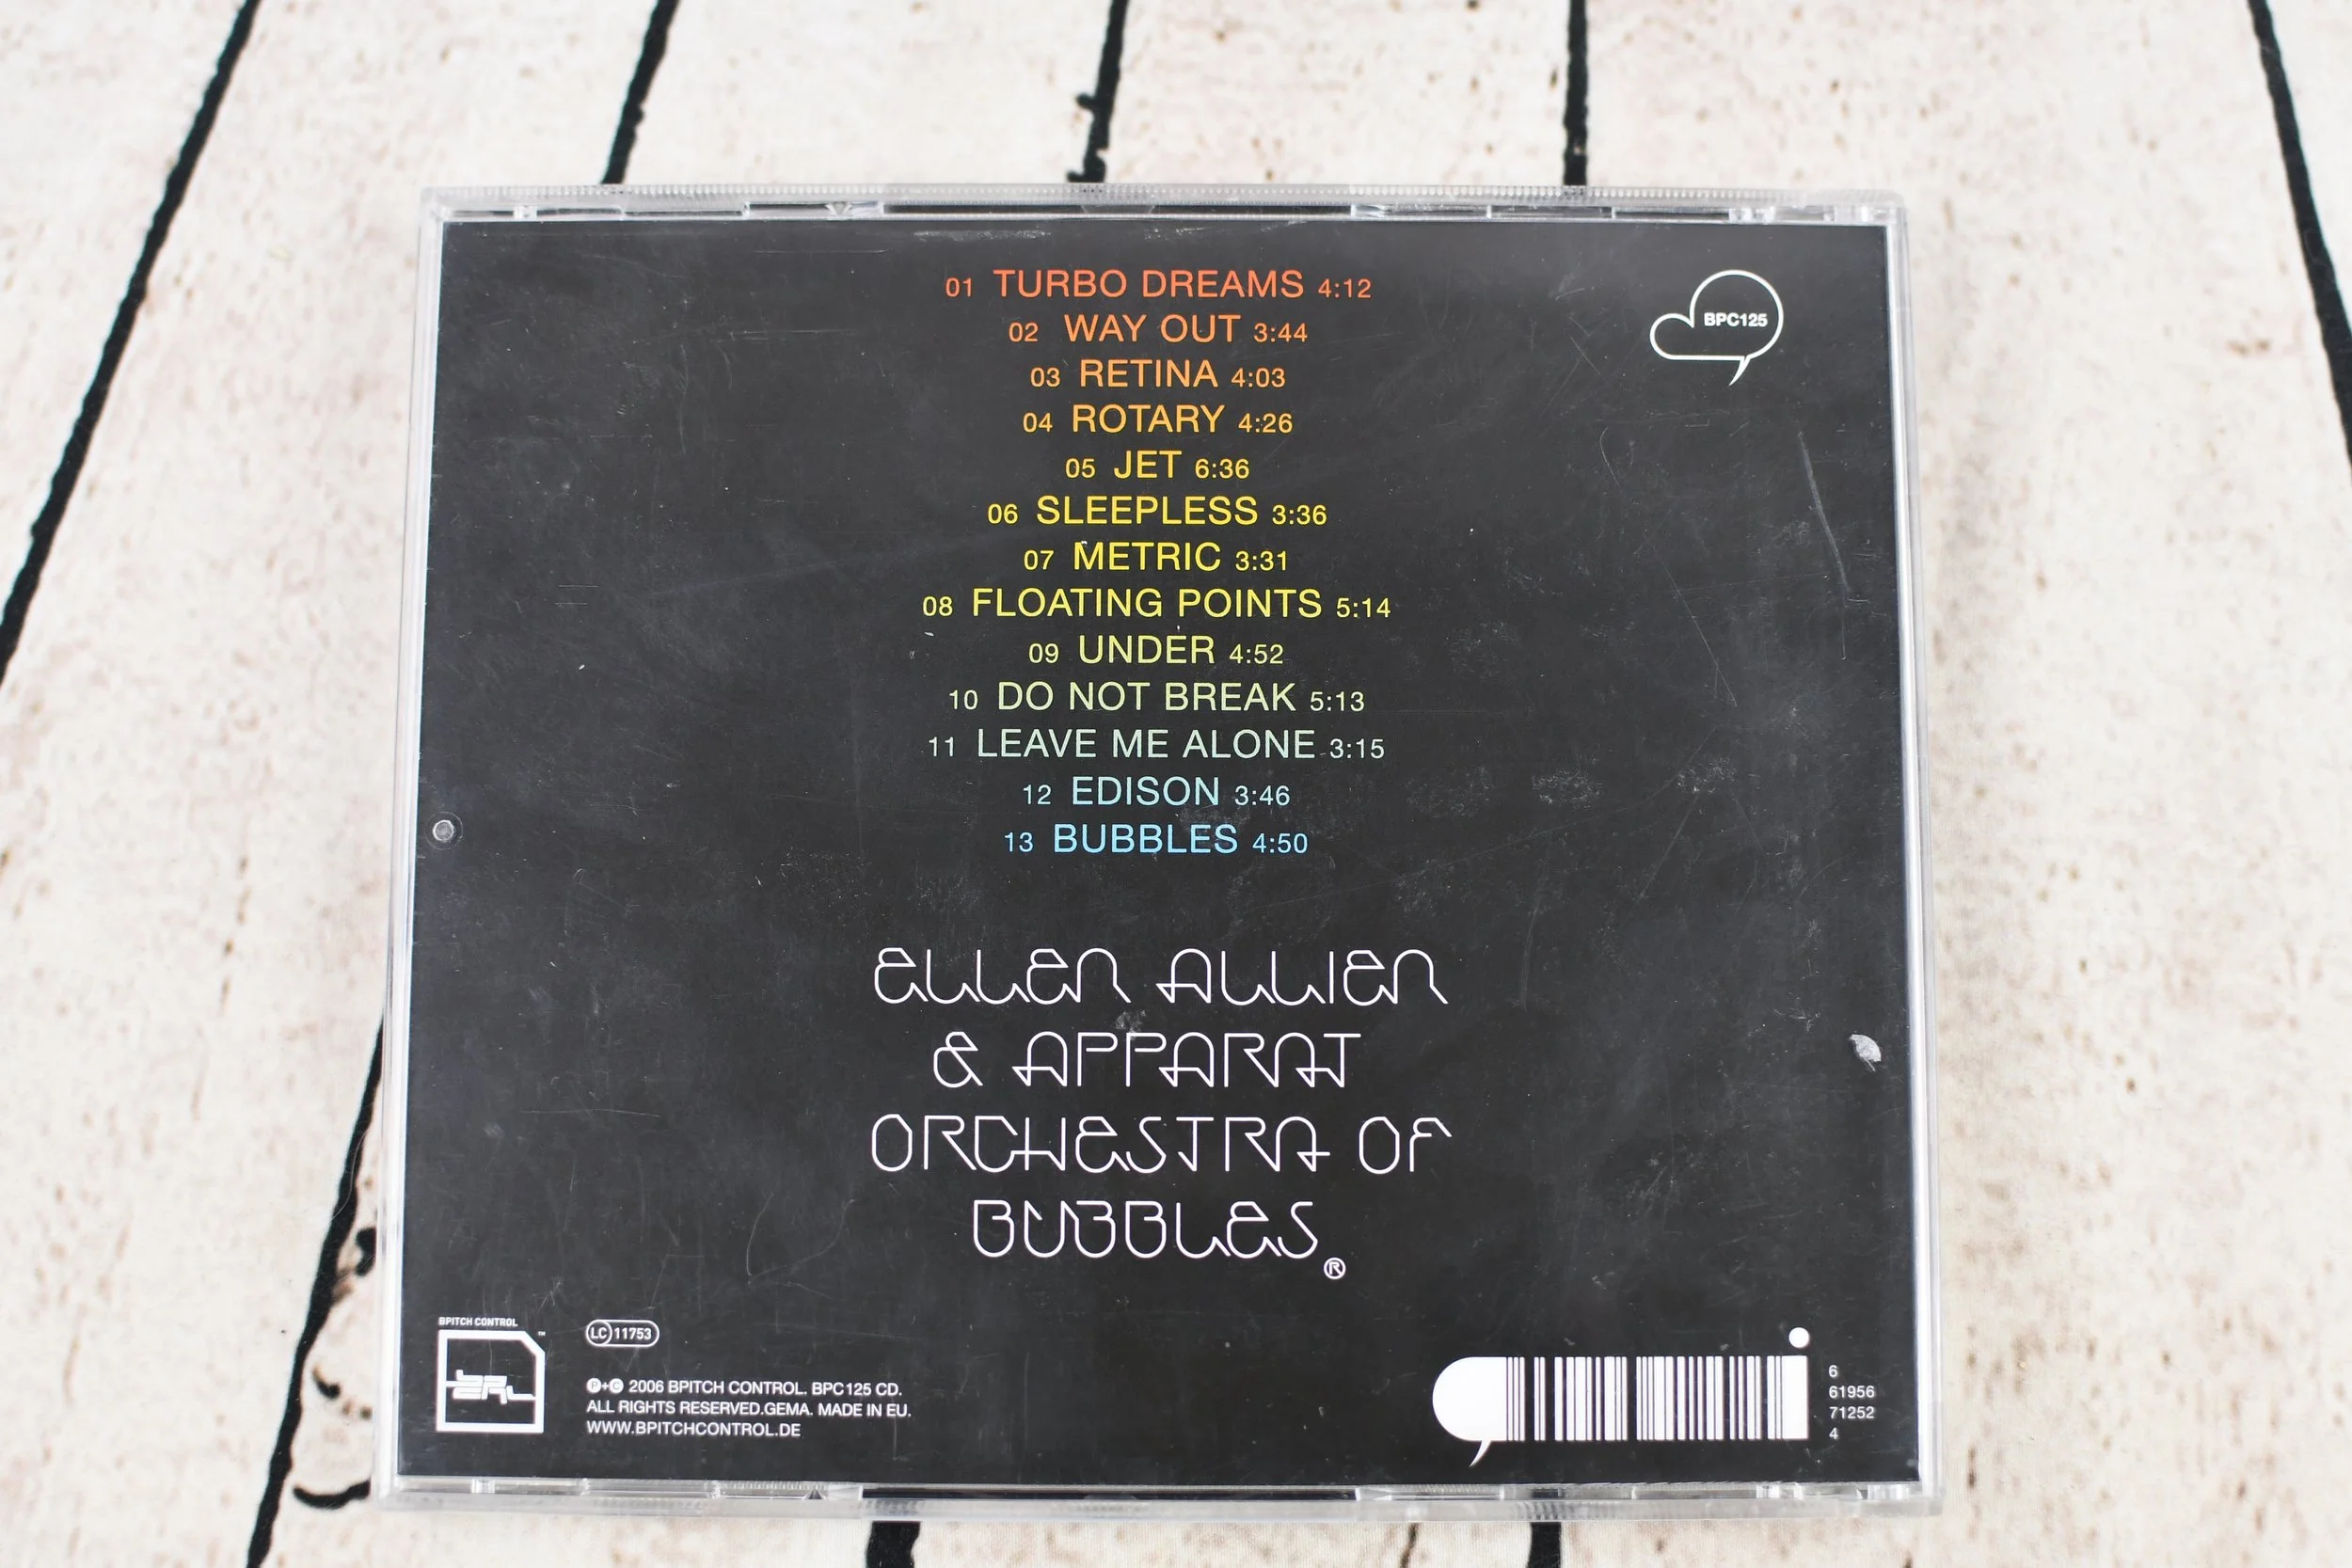 01 TURBO DREAMS 4:12
02 WAY OUT 3:44
03 RETINA 4:03
04 ROTARY 4:26
05 JET 6:36
06 SLEEPLESS 3:36
07 METRIC 3:31
08 FLOATING POINTS 5:14
09 UNDER 4:52
10 DO NOT BREAK 5:13
11 LEAVE ME ALONE 3:15
12 EDISON 3:46
13 BUBBLES 4:50
BPC125
ELLEN ALLIEN
& APPARAT
ORCHESTRA OF
BUBBLES
®
BPITCH CONTROL
™
LC 11753
℗+© 2006 BPITCH CONTROL. BPC125 CD.
ALL RIGHTS RESERVED.GEMA. MADE IN EU.
WWW.BPITCHCONTROL.DE
6
61956
71252
4